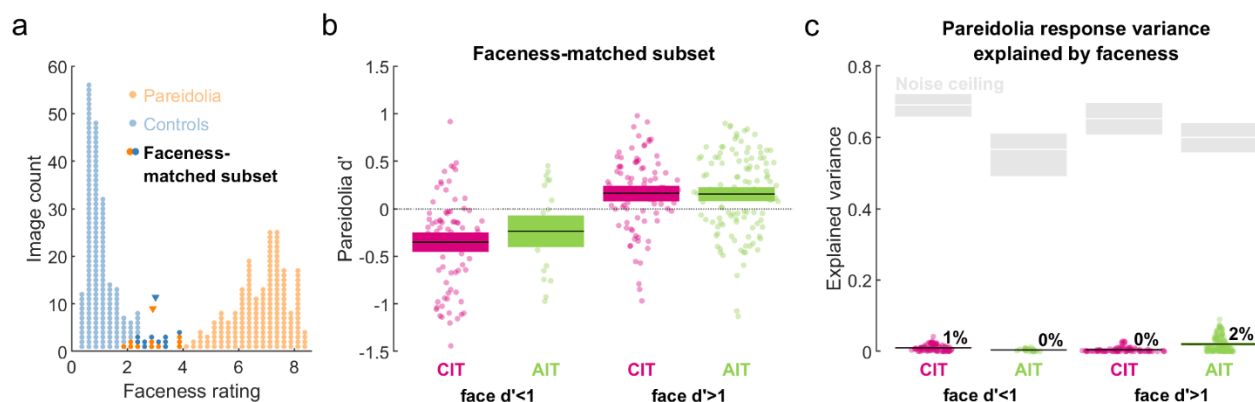 a
60
50
40
30
20
10
0
Image count
0 2 4 6 8
Faceness rating
Pareidolia
Controls
Faceness-
matched subset
b
Faceness-matched subset
1.5
1
0.5
0
-0.5
-1
-1.5
Pareidolia d'
CIT AIT CIT AIT
face d'<1 face d'>1
c
Pareidolia response variance
explained by faceness
0.8
0.6
0.4
0.2
0
Explained variance
Noise ceiling
1% 0% 0% 2%
CIT AIT CIT AIT
face d'<1 face d'>1